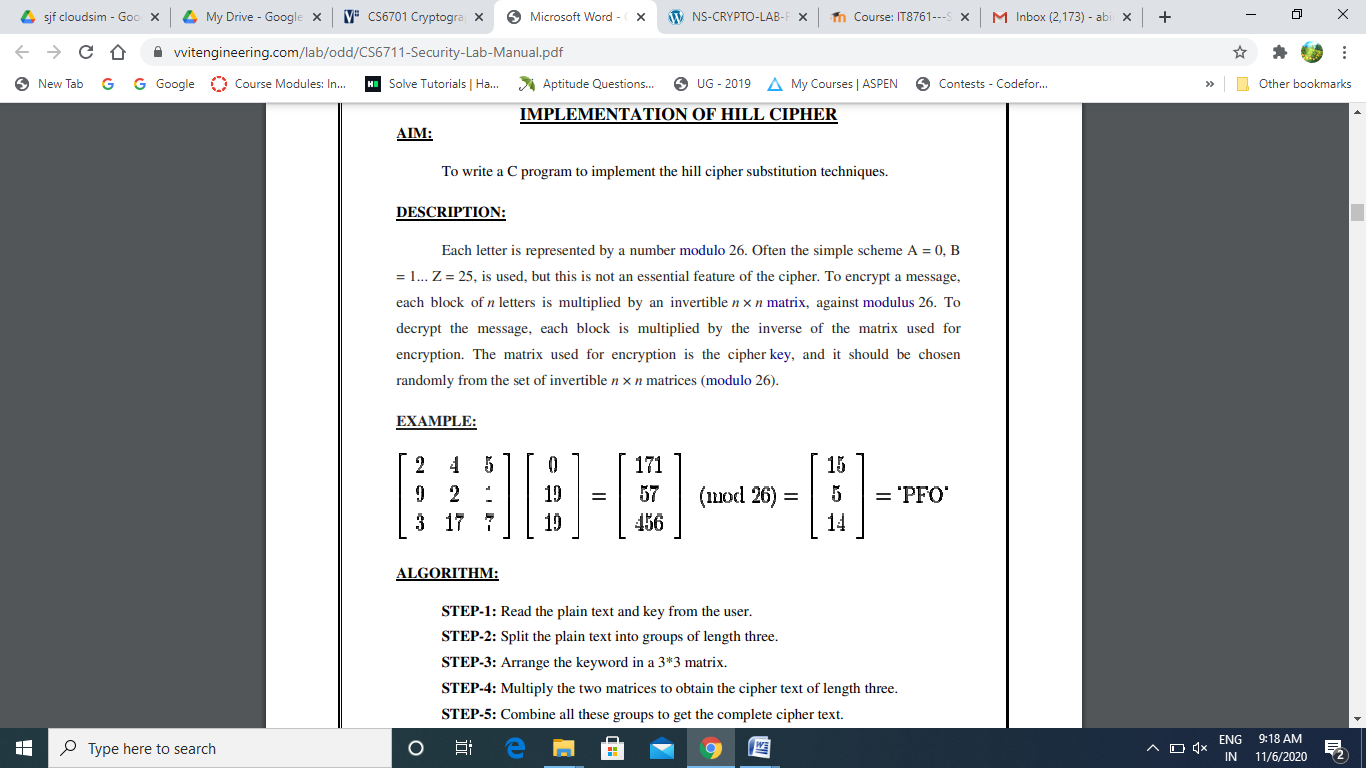 sjf cloudsim - Goo
My Drive - Google
CS6701 Cryptogra
Microsoft Word -
NS-CRYPTO-LAB-
Course: IT8761---S
Inbox (2,173) - abi
vvitengineering.com/lab/odd/CS6711-Security-Lab-Manual.pdf
New Tab Google Course Modules: In... Solve Tutorials | Ha... Aptitude Questions... UG - 2019 My Courses | ASPEN Contests - Codefor... » Other bookmarks
IMPLEMENTATION OF HILL CIPHER
AIM:
To write a C program to implement the hill cipher substitution techniques.
DESCRIPTION:
Each letter is represented by a number modulo 26. Often the simple scheme A = 0, B
= 1... Z = 25, is used, but this is not an essential feature of the cipher. To encrypt a message,
each block of n letters is multiplied by an invertible n × n matrix, against modulus 26. To
decrypt the message, each block is multiplied by the inverse of the matrix used for
encryption. The matrix used for encryption is the cipher key, and it should be chosen
randomly from the set of invertible n × n matrices (modulo 26).
EXAMPLE:
2 4 5 0 171 15
9 2 1 19 = 57 (mod 26) = 5 = 'PFO'
3 17 7 19 456 14
ALGORITHM:
STEP-1: Read the plain text and key from the user.
STEP-2: Split the plain text into groups of length three.
STEP-3: Arrange the keyword in a 3*3 matrix.
STEP-4: Multiply the two matrices to obtain the cipher text of length three.
STEP-5: Combine all these groups to get the complete cipher text.
Type here to search
ENG
IN
9:18 AM
11/6/2020
2